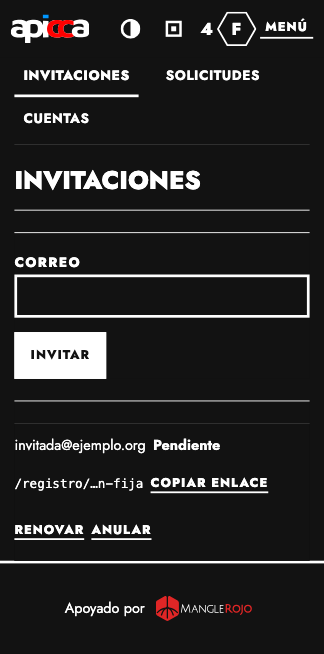 apicca 4 F MENÚ
INVITACIONES SOLICITUDES
CUENTAS
INVITACIONES
CORREO
INVITAR
invitada@ejemplo.org Pendiente
/registro/…n-fija COPIAR ENLACE
RENOVAR ANULAR
Apoyado por MANGLEROJO